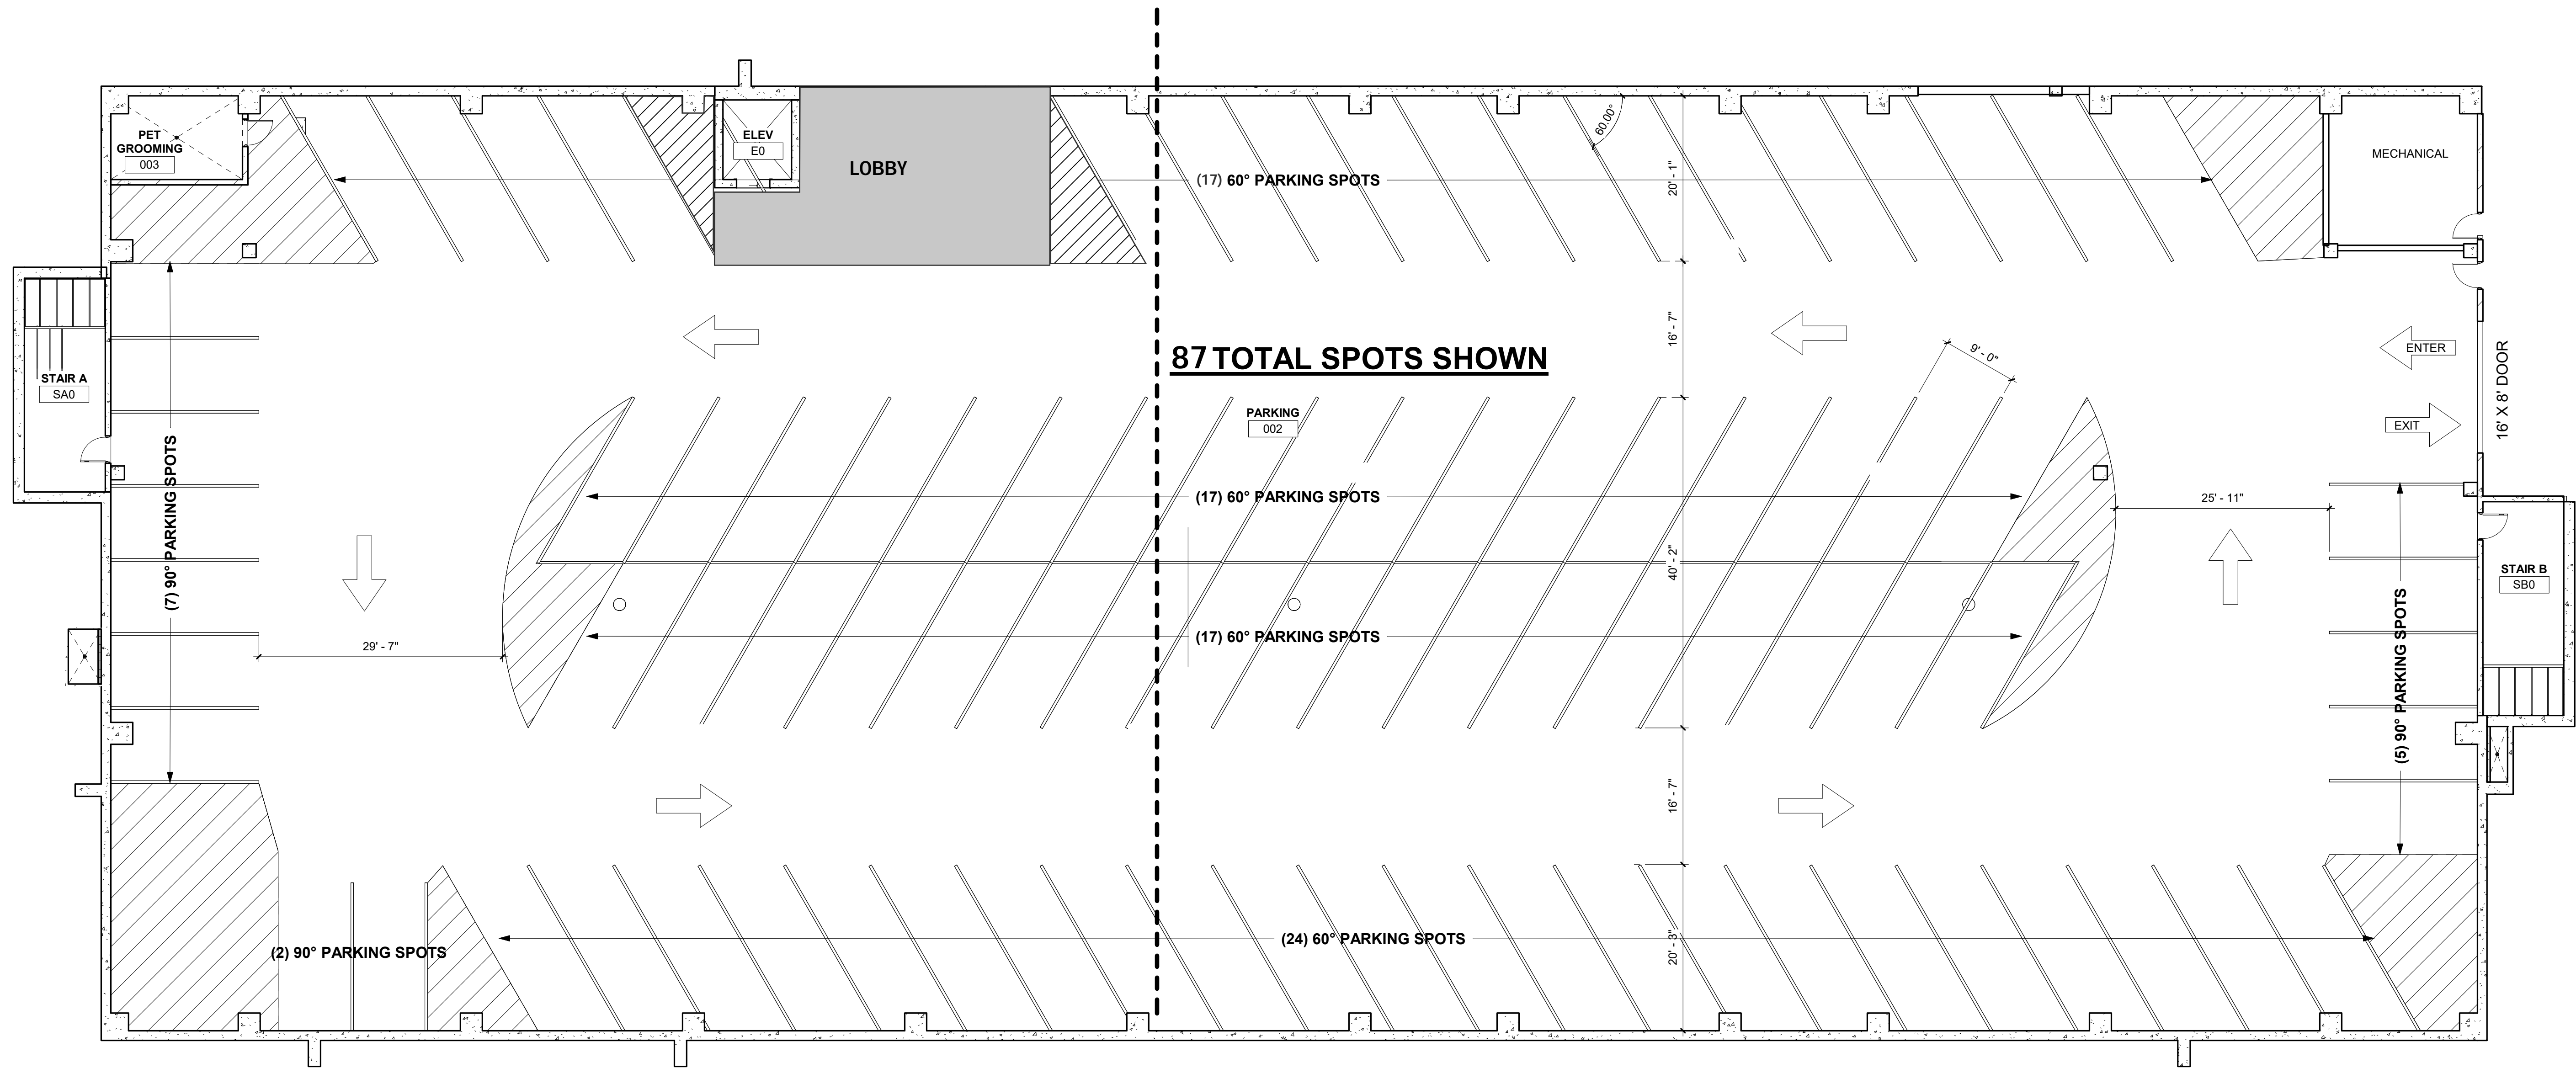 PET
GROOMING
003
ELEV
E0
LOBBY
60.00°
(17) 60° PARKING SPOTS
20' - 1"
MECHANICAL
16' - 7"
87 TOTAL SPOTS SHOWN
9' - 0"
ENTER
16' X 8' DOOR
EXIT
STAIR A
SA0
PARKING
002
(7) 90° PARKING SPOTS
(17) 60° PARKING SPOTS
25' - 11"
40' - 2"
STAIR B
SB0
(17) 60° PARKING SPOTS
29' - 7"
(5) 90° PARKING SPOTS
16' - 7"
(2) 90° PARKING SPOTS
(24) 60° PARKING SPOTS
20' - 3"